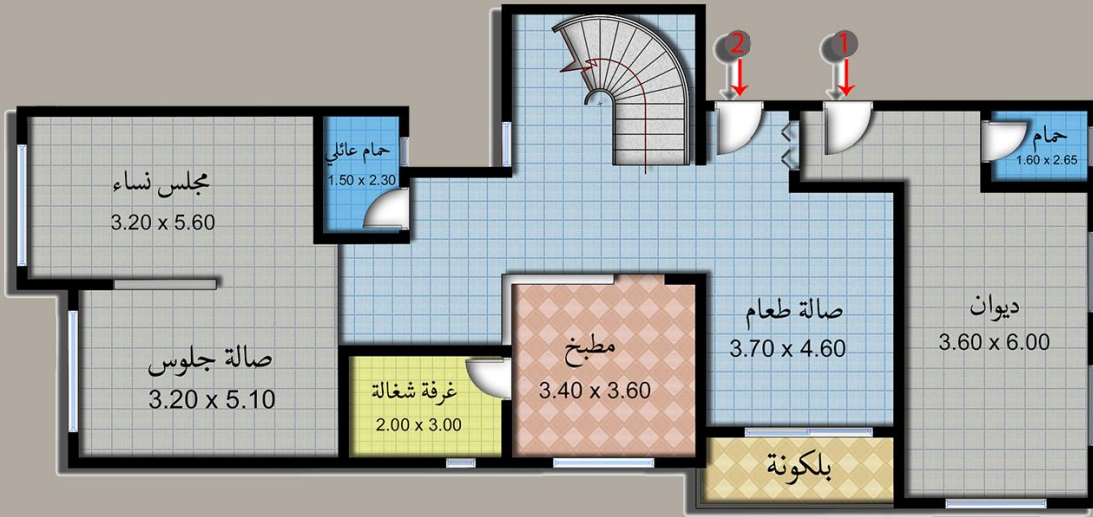 2
1
حمام
1.60 x 2.65
حمام عائلي
1.50 x 2.30
مجلس نساء
3.20 x 5.60
ديوان
3.60 x 6.00
صالة طعام
3.70 x 4.60
مطبخ
3.40 x 3.60
صالة جلوس
3.20 x 5.10
غرفة شغالة
2.00 x 3.00
بلكونة